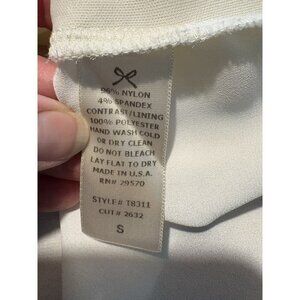 96% NYLON
4% SPANDEX
CONTRAST/LINING
100% POLYESTER
HAND WASH COLD
OR DRY CLEAN
DO NOT BLEACH
LAY FLAT TO DRY
MADE IN U.S.A.
RN# 29570
STYLE# T8311
CUT# 2632
S